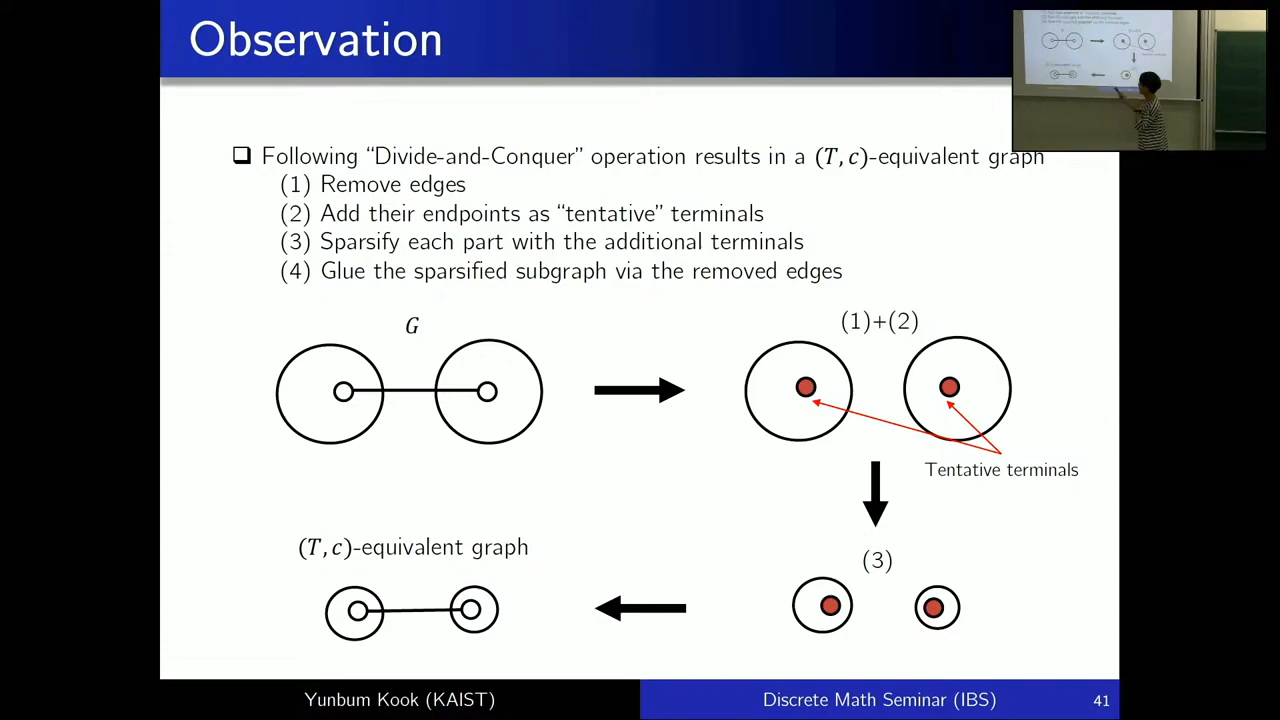 Observation
❑ Following “Divide-and-Conquer” operation results in a (T, c)-equivalent graph
(1) Remove edges
(2) Add their endpoints as “tentative” terminals
(3) Sparsify each part with the additional terminals
(4) Glue the sparsified subgraph via the removed edges
G
(1)+(2)
Tentative terminals
(T, c)-equivalent graph
(3)
Yunbum Kook (KAIST)
Discrete Math Seminar (IBS)
41